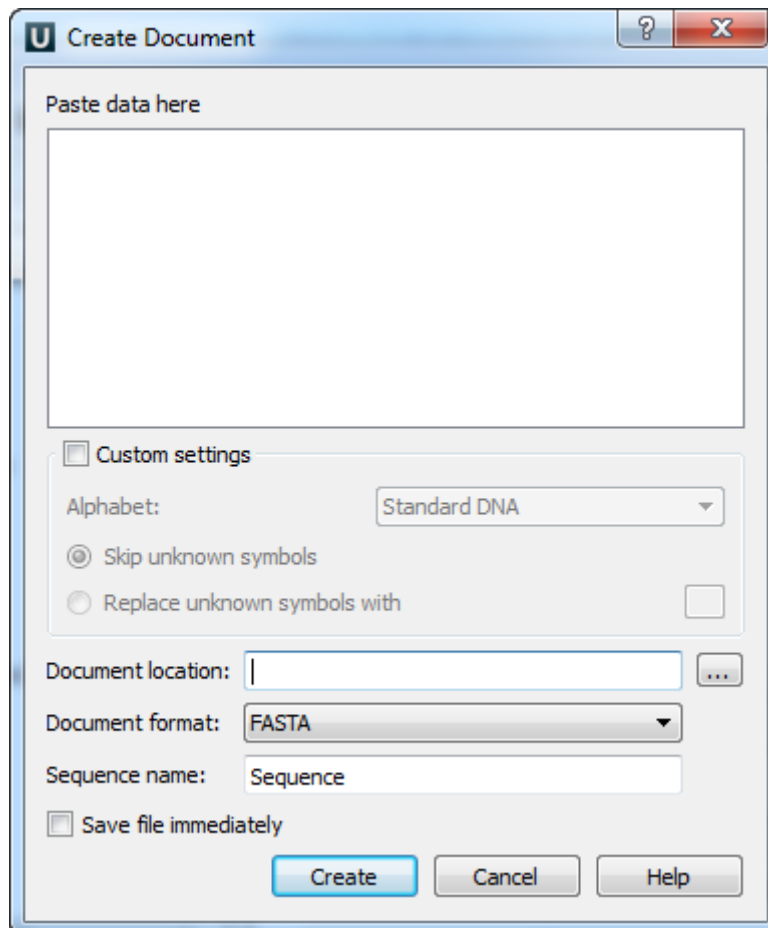 U Create Document
Paste data here
Custom settings
Alphabet: Standard DNA
Skip unknown symbols
Replace unknown symbols with
Document location: ...
Document format: FASTA
Sequence name: Sequence
Save file immediately
Create Cancel Help